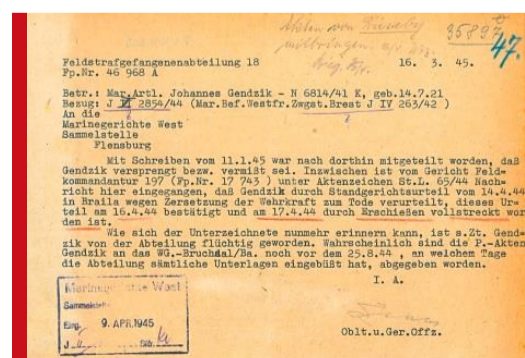 Akten von
mitbringen.
35897
47.
Feldstrafgefangenenabteilung 18 16. 3. 45.
Fp.Nr. 46 968 A
Betr.: Mar.Artl. Johannes Gendzik - N 6814/41 K, geb.14.7.21
Bezug: J 2854/44 (Mar.Bef.Westfr.Zwgst.Brest J IV 263/42 )
An die
Marinegerichte West
Sammelstelle
Flensburg
Mit Schreiben vom 11.1.45 war nach dorthin mitgeteilt worden, daß
Gendzik versprengt bezw. vermißt sei. Inzwischen ist vom Gericht Feld=
kommandantur 197 (Fp.Nr. 17 743 ) unter Aktenzeichen St.L. 65/44 Nach=
richt hier eingegangen, daß Gendzik durch Standgerichtsurteil vom 14.4.44
in Braila wegen Zersetzung der Wehrkraft zum Tode verurteilt, dieses Ur=
teil am 16.4.44 bestätigt und am 17.4.44 durch Erschießen vollstreckt wor
den ist.
Wie sich der Unterzeichnete nunmehr erinnern kann, ist s.Zt. Gend=
zik von der Abteilung flüchtig geworden. Wahrscheinlich sind die P.-Akten
Gendzik an das WG.-Bruchsal/Ba. noch vor dem 25.8.44 , an welchem Tage
die Abteilung sämtliche Unterlagen eingebüßt hat, abgegeben worden.
I. A.
Oblt.u.Ger.Offz.
Marinegerichte West
Sammelstelle
Eing. 9. APR.1945
J